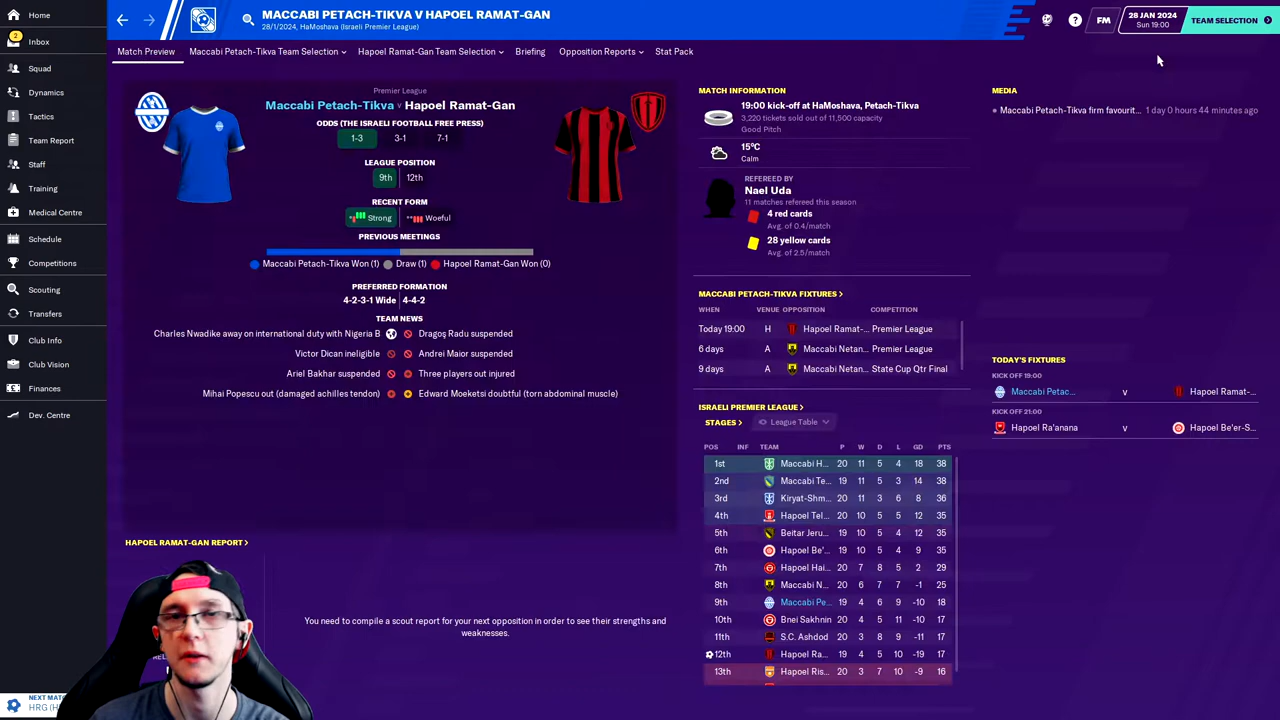 MACCABI PETACH-TIKVA V HAPOEL RAMAT-GAN
28/1/2024, HaMoshava (Israeli Premier League)
?
FM
28 JAN 2024
Sun 19:00
TEAM SELECTION
Home
2
Inbox
Squad
Dynamics
Tactics
Team Report
Staff
Training
Medical Centre
Schedule
Competitions
Scouting
Transfers
Club Info
Club Vision
Finances
Dev. Centre
NEXT MATC
HRG (H
Match Preview
Maccabi Petach-Tikva Team Selection
Hapoel Ramat-Gan Team Selection
Briefing
Opposition Reports
Stat Pack
Premier League
Maccabi Petach-Tikva v Hapoel Ramat-Gan
ODDS (THE ISRAELI FOOTBALL FREE PRESS)
1-3 3-1 7-1
LEAGUE POSITION
9th 12th
RECENT FORM
Strong Woeful
PREVIOUS MEETINGS
Maccabi Petach-Tikva Won (1) Draw (1) Hapoel Ramat-Gan Won (0)
PREFERRED FORMATION
4-2-3-1 Wide 4-4-2
TEAM NEWS
Charles Nwadike away on international duty with Nigeria B Dragoș Radu suspended
Victor Dican ineligible Andrei Maior suspended
Ariel Bakhar suspended Three players out injured
Mihai Popescu out (damaged achilles tendon) Edward Moeketsi doubtful (torn abdominal muscle)
HAPOEL RAMAT-GAN REPORT
You need to compile a scout report for your next opposition in order to see their strengths and
weaknesses.
MATCH INFORMATION
19:00 kick-off at HaMoshava, Petach-Tikva
3,220 tickets sold out of 11,500 capacity
Good Pitch
15°C
Calm
REFEREED BY
Nael Uda
11 matches refereed this season
4 red cards
Avg. of 0.4/match
28 yellow cards
Avg. of 2.5/match
MACCABI PETACH-TIKVA FIXTURES
WHEN VENUE OPPOSITION COMPETITION
Today 19:00 H Hapoel Ramat-... Premier League
6 days A Maccabi Netan... Premier League
9 days A Maccabi Netan... State Cup Qtr Final
ISRAELI PREMIER LEAGUE
STAGES League Table
POS INF TEAM P W D L GD PTS
1st Maccabi H... 20 11 5 4 18 38
2nd Maccabi Te... 19 11 5 3 14 38
3rd Kiryat-Shm... 20 11 3 6 8 36
4th Hapoel Tel... 20 10 5 5 12 35
5th Beitar Jeru... 19 10 5 4 12 35
6th Hapoel Be'... 19 10 5 4 9 35
7th Hapoel Hai... 20 7 8 5 2 29
8th Maccabi N... 20 6 7 7 -1 25
9th Maccabi Pe... 19 4 6 9 -10 18
10th Bnei Sakhnin 20 4 5 11 -10 17
11th S.C. Ashdod 20 3 8 9 -11 17
12th Hapoel Ra... 19 4 5 10 -19 17
13th Hapoel Ris... 20 3 7 10 -9 16
MEDIA
Maccabi Petach-Tikva firm favourit... 1 day 0 hours 44 minutes ago
TODAY'S FIXTURES
KICK OFF 19:00
Maccabi Petac... v Hapoel Ramat-...
KICK OFF 21:00
Hapoel Ra'anana v Hapoel Be'er-S...